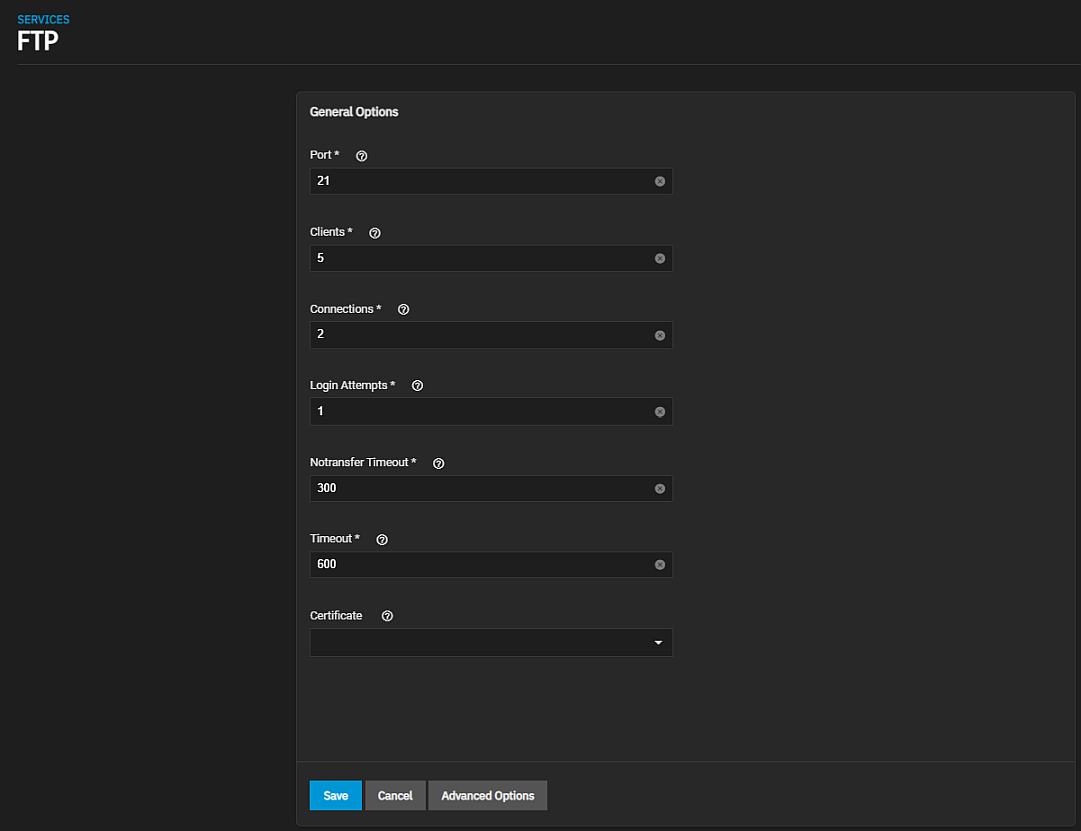 SERVICES
FTP
General Options
Port *
21
Clients *
5
Connections *
2
Login Attempts *
1
Notransfer Timeout *
300
Timeout *
600
Certificate
Save Cancel Advanced Options